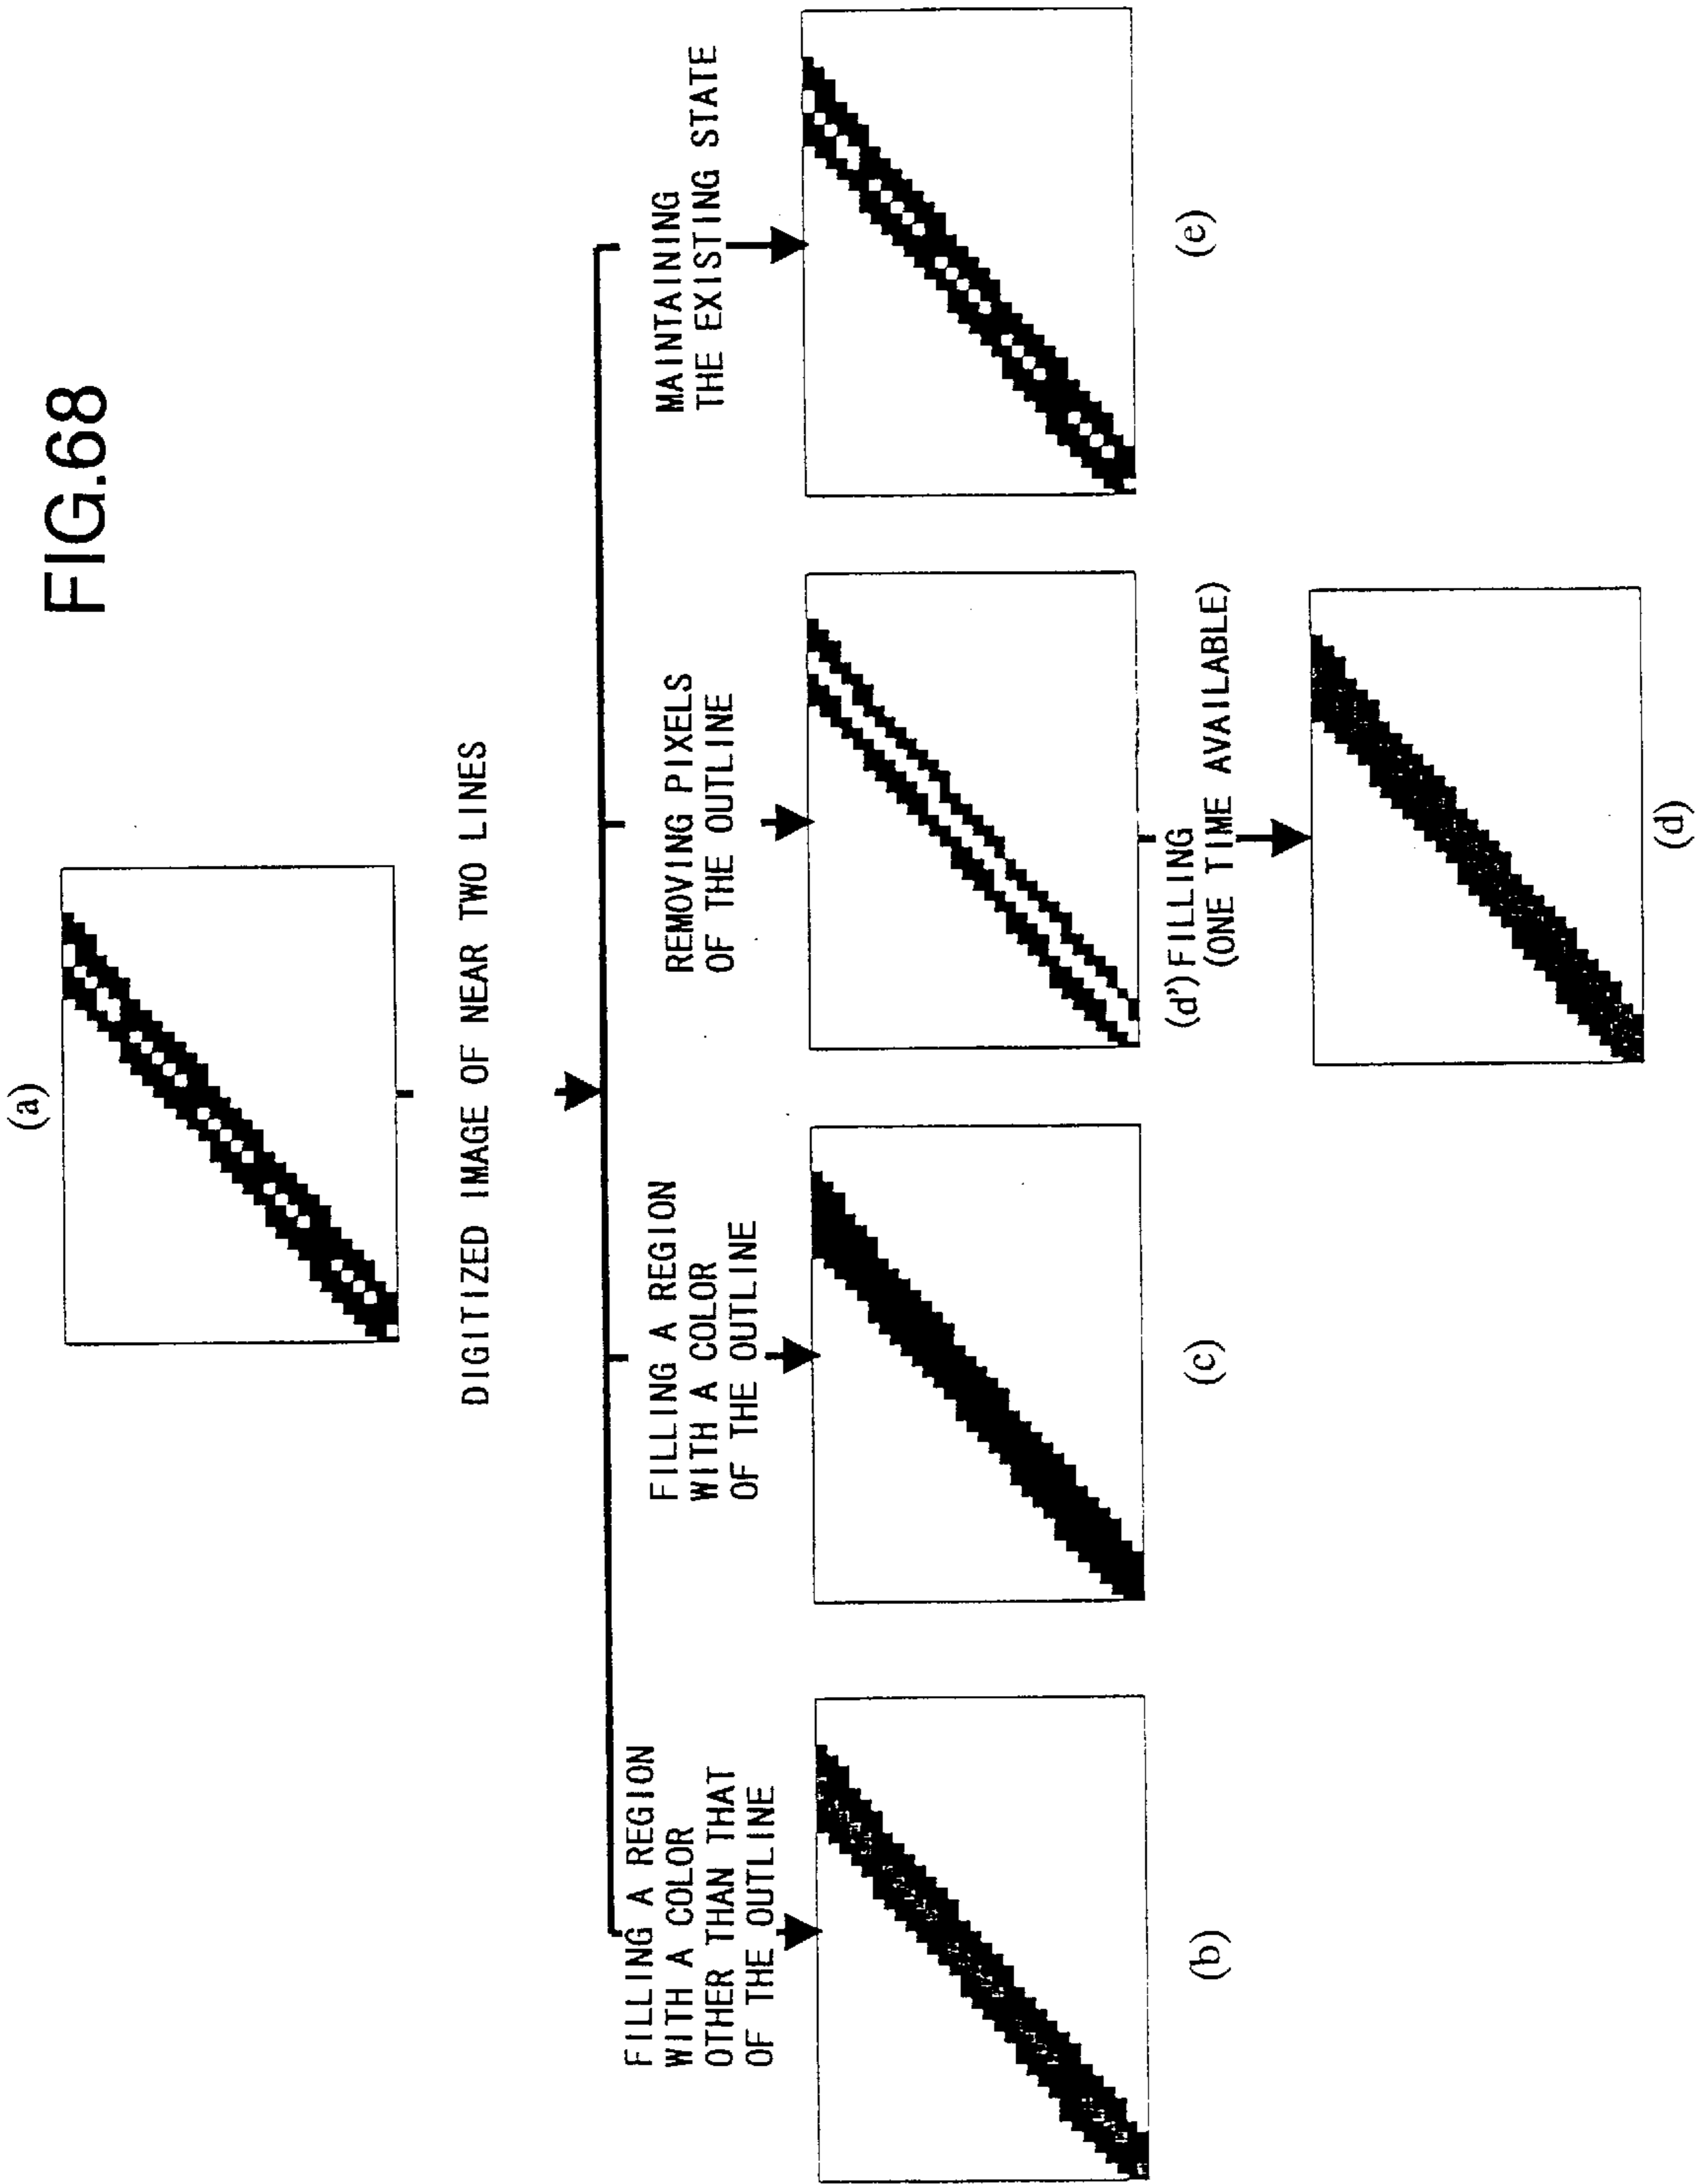 FIG.68
(a)
DIGITIZED IMAGE OF NEAR TWO LINES
FILLING A REGION
WITH A COLOR
OTHER THAN THAT
OF THE OUTLINE
(b)
FILLING A REGION
WITH A COLOR
OF THE OUTLINE
(c)
REMOVING PIXELS
OF THE OUTLINE
(d')FILLING
(ONE TIME AVAILABLE)
(d)
MAINTAINING
THE EXISTING STATE
(e)